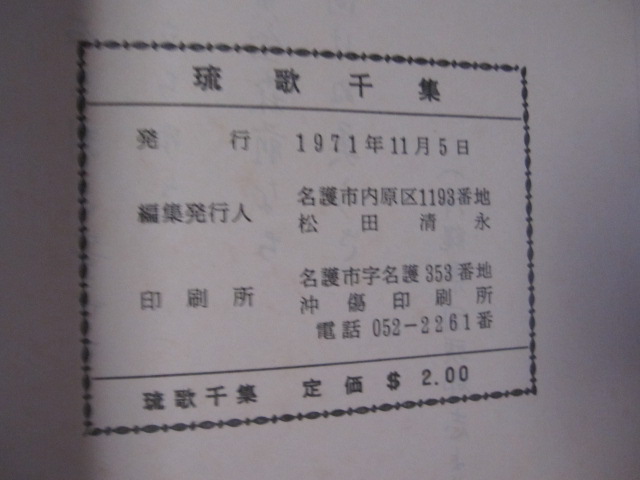 琉歌千集
発行 1971年11月5日
名護市内原区1193番地
編集発行人 松田清永
名護市字名護353番地
印刷所 沖傷印刷所
電話 052-2261番
琉歌千集 定価 $ 2.00